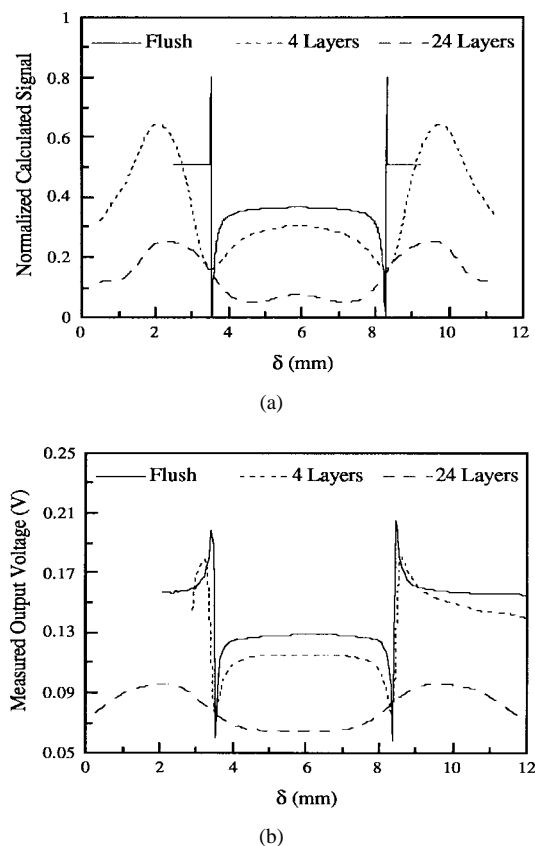 1
Flush
4 Layers
24 Layers
0.8
0.6
0.4
0.2
0
Normalized Calculated Signal
0 2 4 6 8 10 12
δ (mm)
(a)
0.25
Flush
4 Layers
24 Layers
0.21
0.17
0.13
0.09
0.05
Measured Output Voltage (V)
0 2 4 6 8 10 12
δ (mm)
(b)